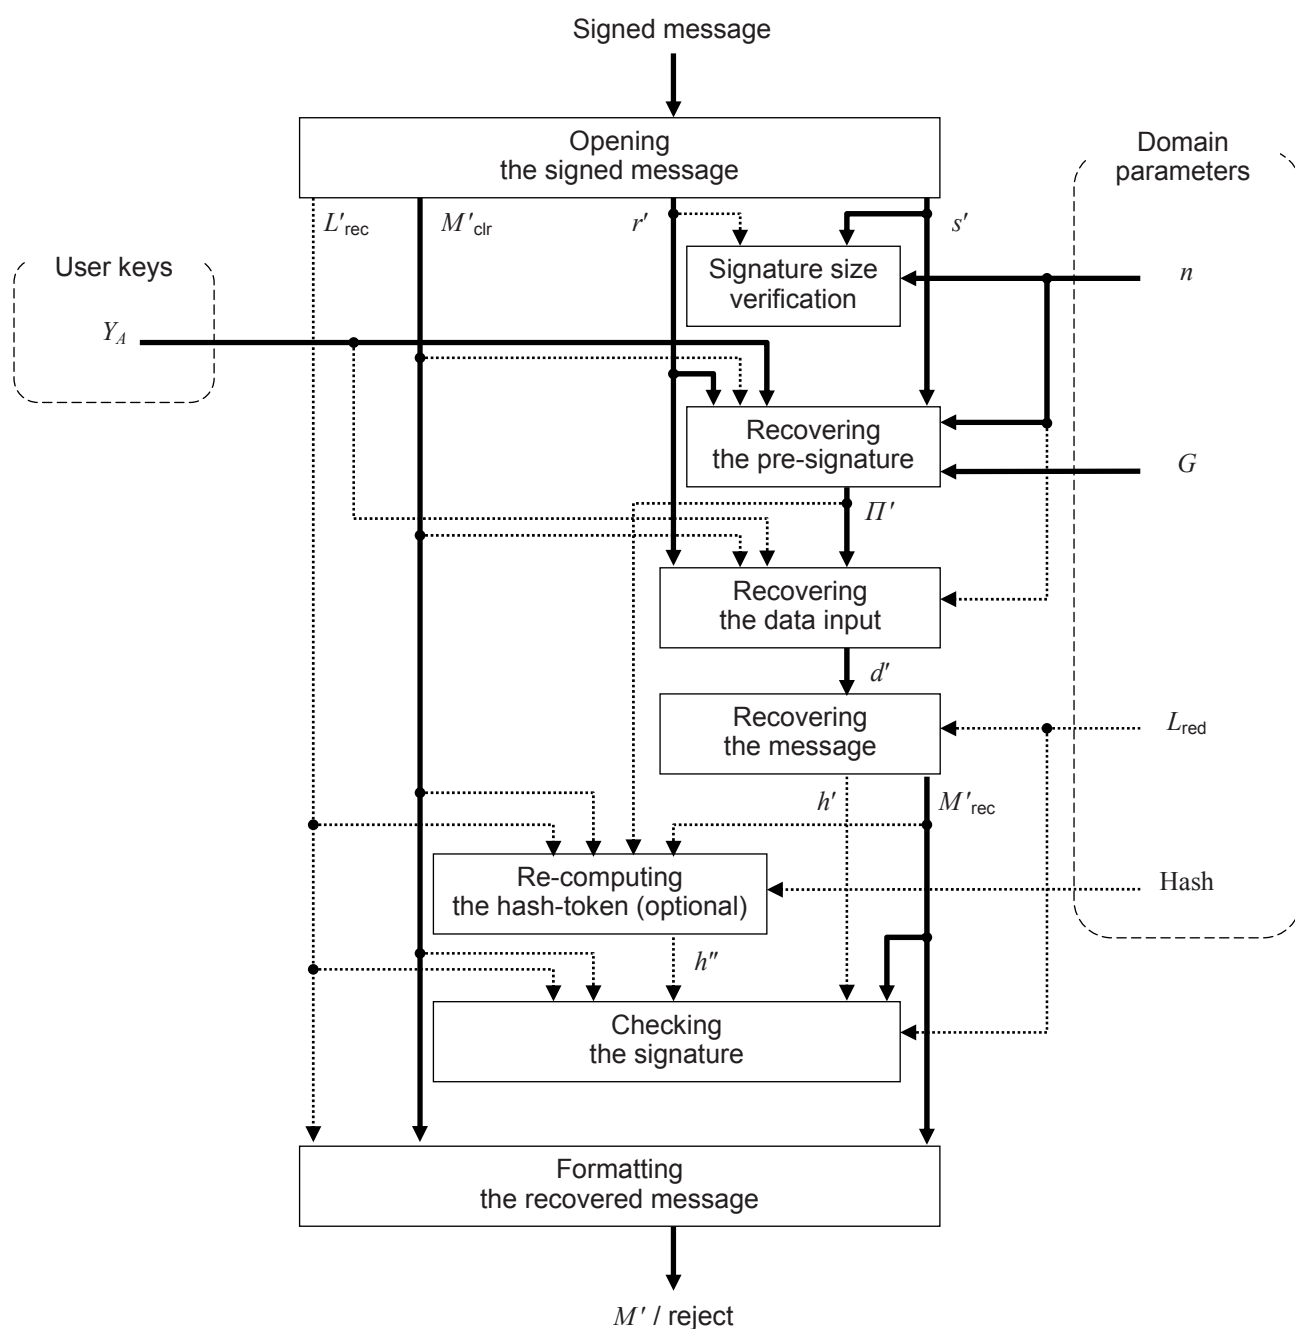 Signed message
Opening
the signed message
Domain
parameters
L′rec
M′clr
r′
s′
User keys
Signature size
verification
n
Y_A
Recovering
the pre-signature
G
Π′
Recovering
the data input
d′
Recovering
the message
L_red
h′
M′rec
Re-computing
the hash-token (optional)
Hash
h″
Checking
the signature
Formatting
the recovered message
M′ / reject